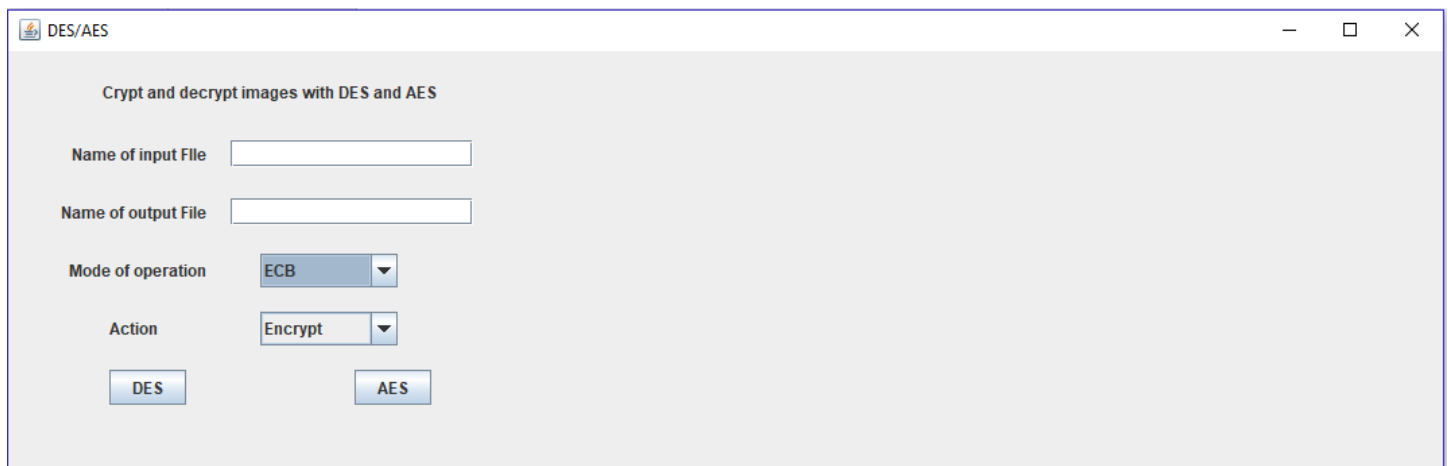 DES/AES
Crypt and decrypt images with DES and AES
Name of input FIle
Name of output File
Mode of operation ECB
Action Encrypt
DES AES